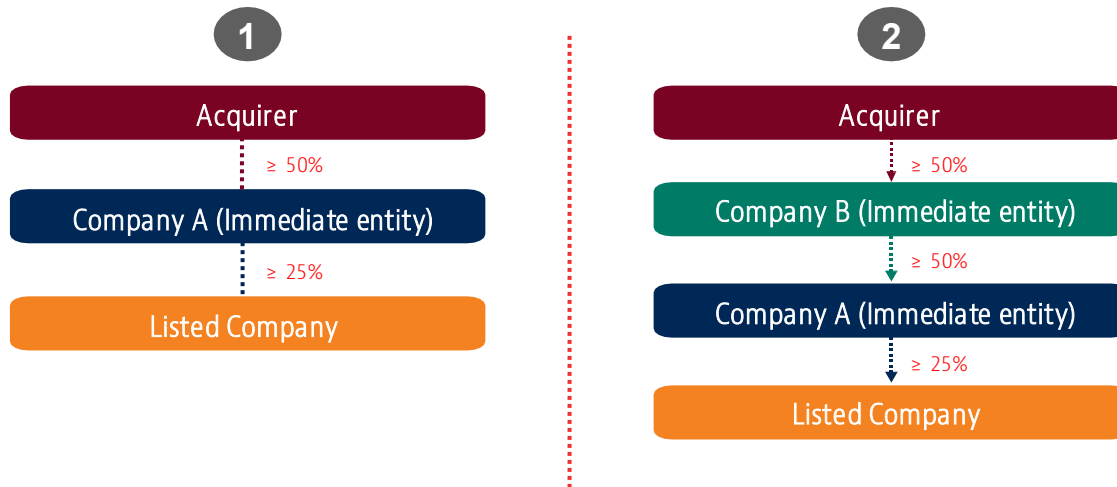 1
Acquirer
≥ 50%
Company A (Immediate entity)
≥ 25%
Listed Company
2
Acquirer
≥ 50%
Company B (Immediate entity)
≥ 50%
Company A (Immediate entity)
≥ 25%
Listed Company